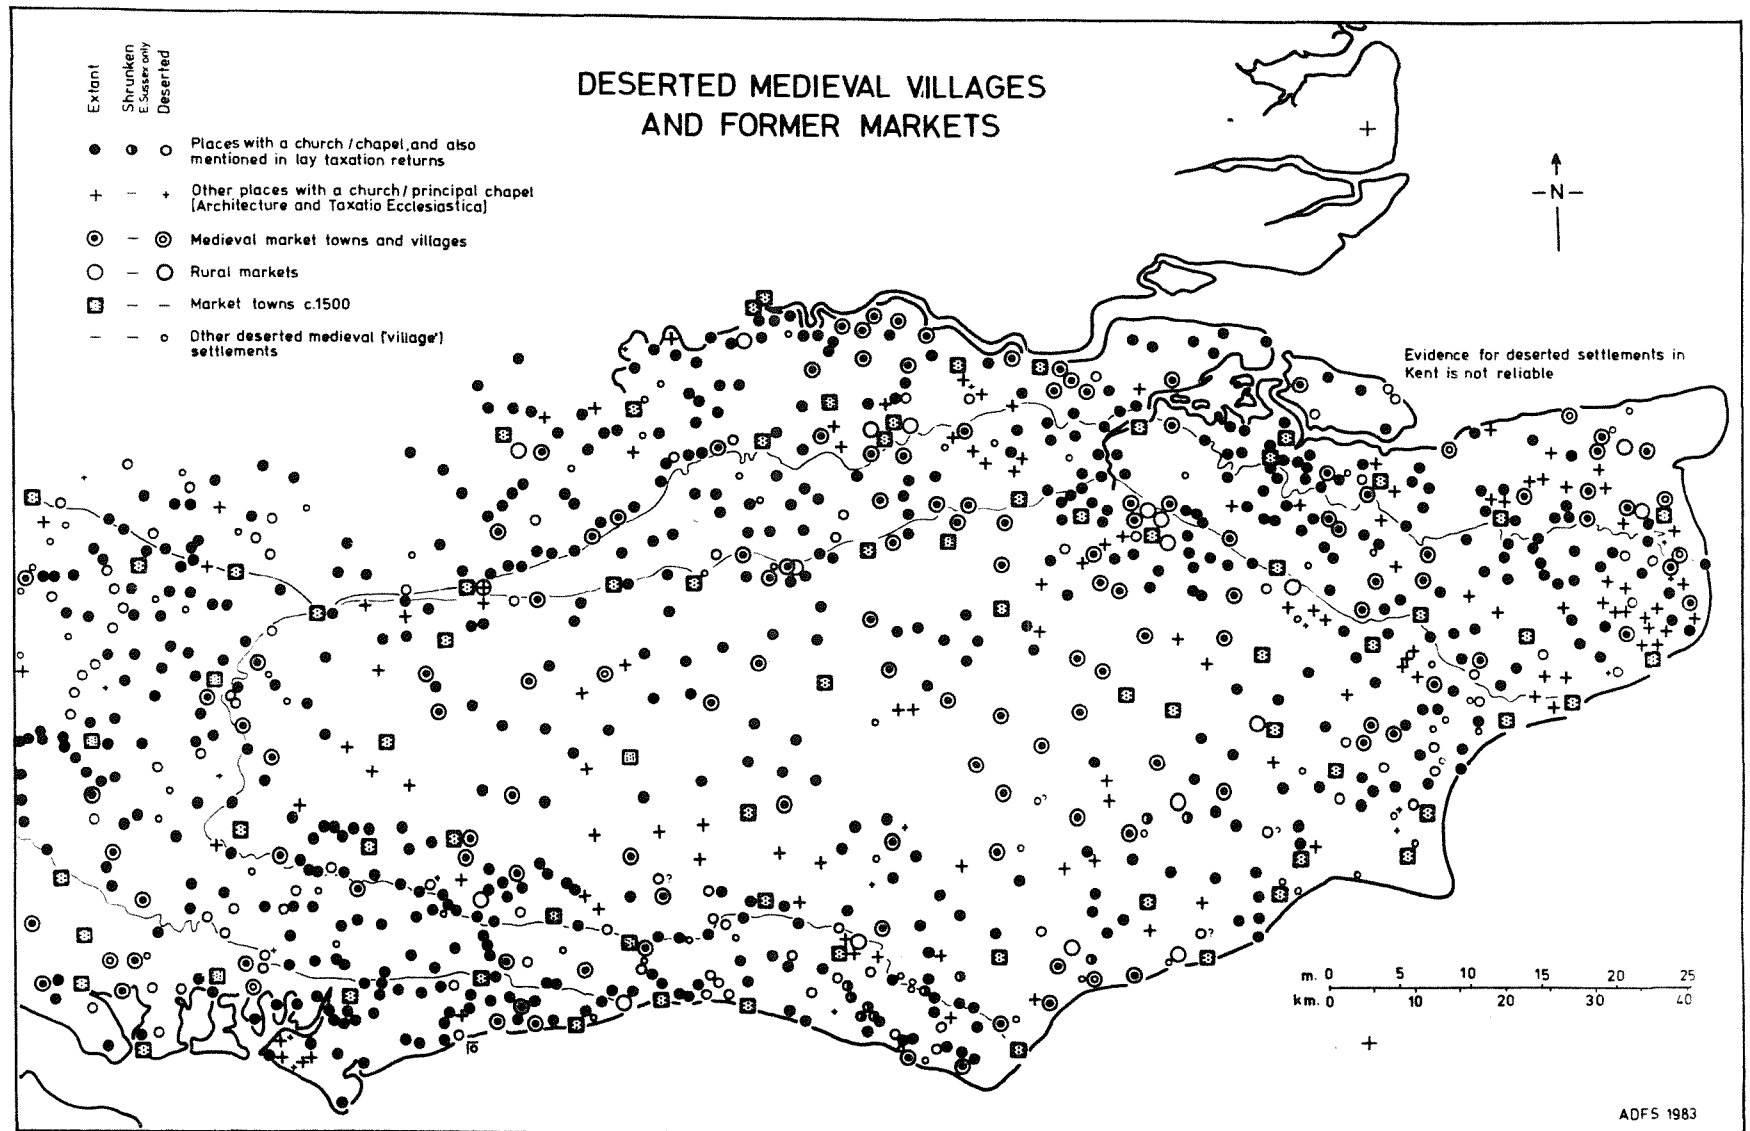 DESERTED MEDIEVAL VILLAGES
AND FORMER MARKETS
Extant
Shrunken
E. Sussex only
Deserted
Places with a church / chapel, and also
mentioned in lay taxation returns
Other places with a church / principal chapel
(Architecture and Taxatio Ecclesiastica)
Medieval market towns and villages
Rural markets
Market towns c.1500
Other deserted medieval ('village')
settlements
N
Evidence for deserted settlements in
Kent is not reliable
?
?
?
?
m. 0 5 10 15 20 25
km. 0 10 20 30 40
ADFS 1983